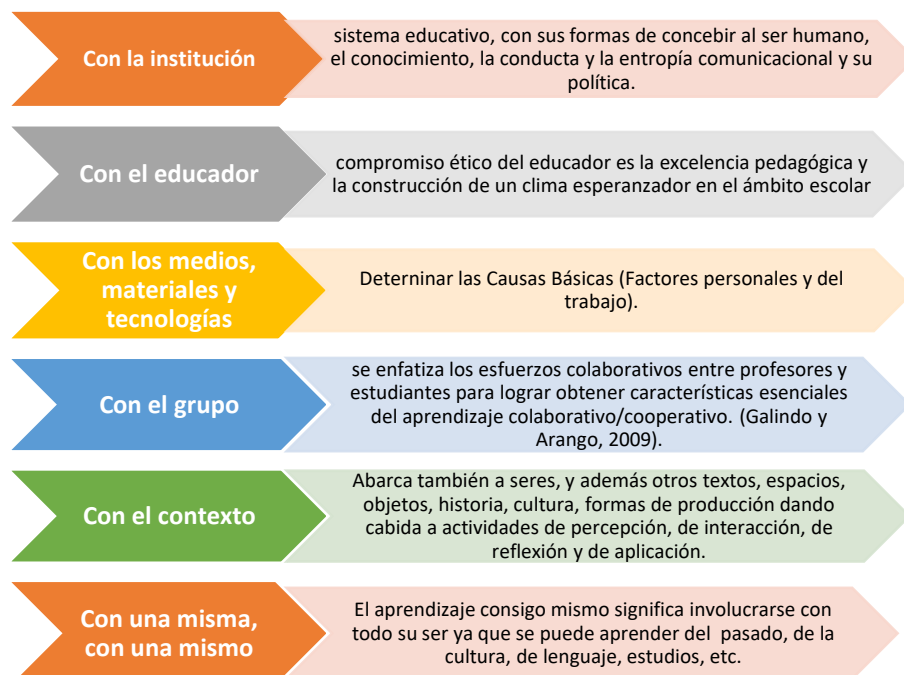 Con la institución
sistema educativo, con sus formas de concebir al ser humano,
el conocimiento, la conducta y la entropía comunicacional y su
política.
Con el educador
compromiso ético del educador es la excelencia pedagógica y
la construcción de un clima esperanzador en el ámbito escolar
Con los medios,
materiales y
tecnologías
Deterninar las Causas Básicas (Factores personales y del
trabajo).
Con el grupo
se enfatiza los esfuerzos colaborativos entre profesores y
estudiantes para lograr obtener características esenciales
del aprendizaje colaborativo/cooperativo. (Galindo y
Arango, 2009).
Con el contexto
Abarca también a seres, y además otros textos, espacios,
objetos, historia, cultura, formas de producción dando
cabida a actividades de percepción, de interacción, de
reflexión y de aplicación.
Con una misma,
con una mismo
El aprendizaje consigo mismo significa involucrarse con
todo su ser ya que se puede aprender del pasado, de la
cultura, de lenguaje, estudios, etc.